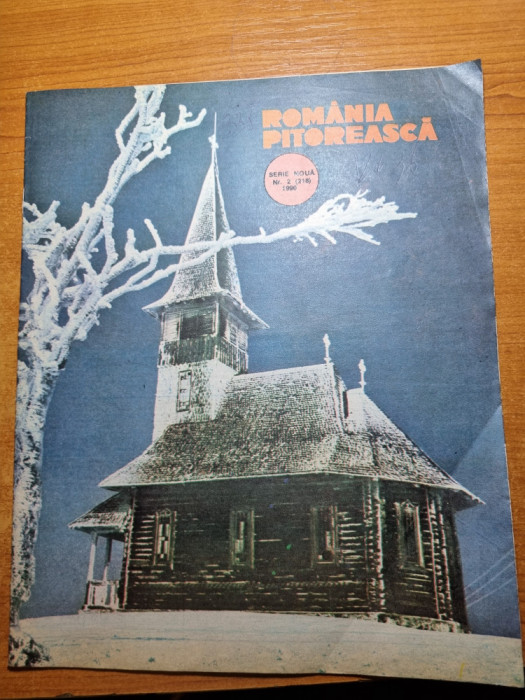 ROMÂNIA
PITOREASCĂ
SERIE NOUĂ
Nr. 2 (218)
1990